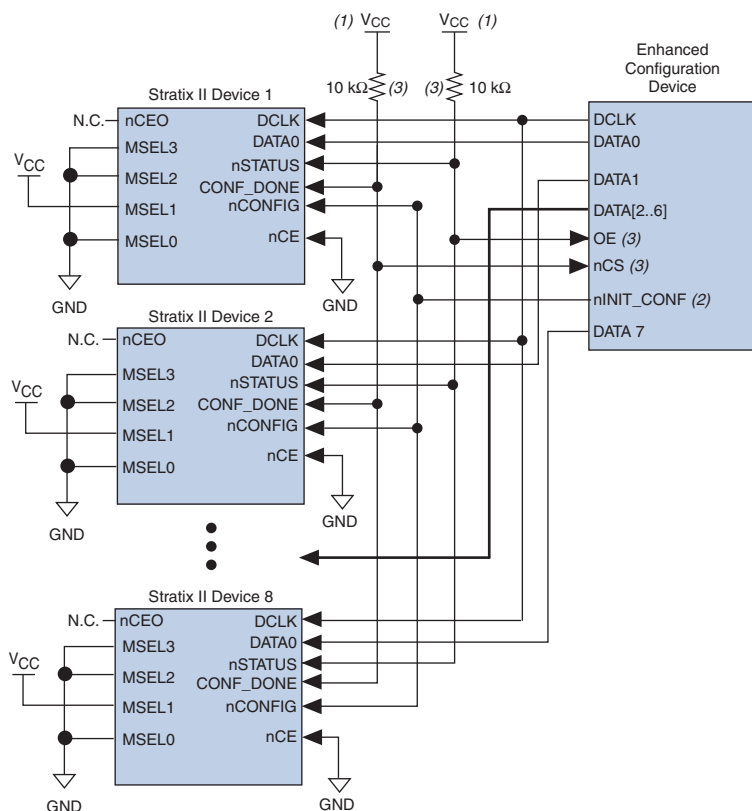 (1) VCC
VCC (1)
10 kΩ (3)
(3) 10 kΩ
Enhanced
Configuration
Device
DCLK
DATA0
DATA1
DATA[2..6]
OE (3)
nCS (3)
nINIT_CONF (2)
DATA 7
Stratix II Device 1
N.C.
nCEO
MSEL3
MSEL2
MSEL1
MSEL0
VCC
GND
DCLK
DATA0
nSTATUS
CONF_DONE
nCONFIG
nCE
GND
Stratix II Device 2
N.C.
nCEO
MSEL3
MSEL2
MSEL1
MSEL0
VCC
GND
DCLK
DATA0
nSTATUS
CONF_DONE
nCONFIG
nCE
GND
Stratix II Device 8
N.C.
nCEO
MSEL3
MSEL2
MSEL1
MSEL0
VCC
GND
DCLK
DATA0
nSTATUS
CONF_DONE
nCONFIG
nCE
GND